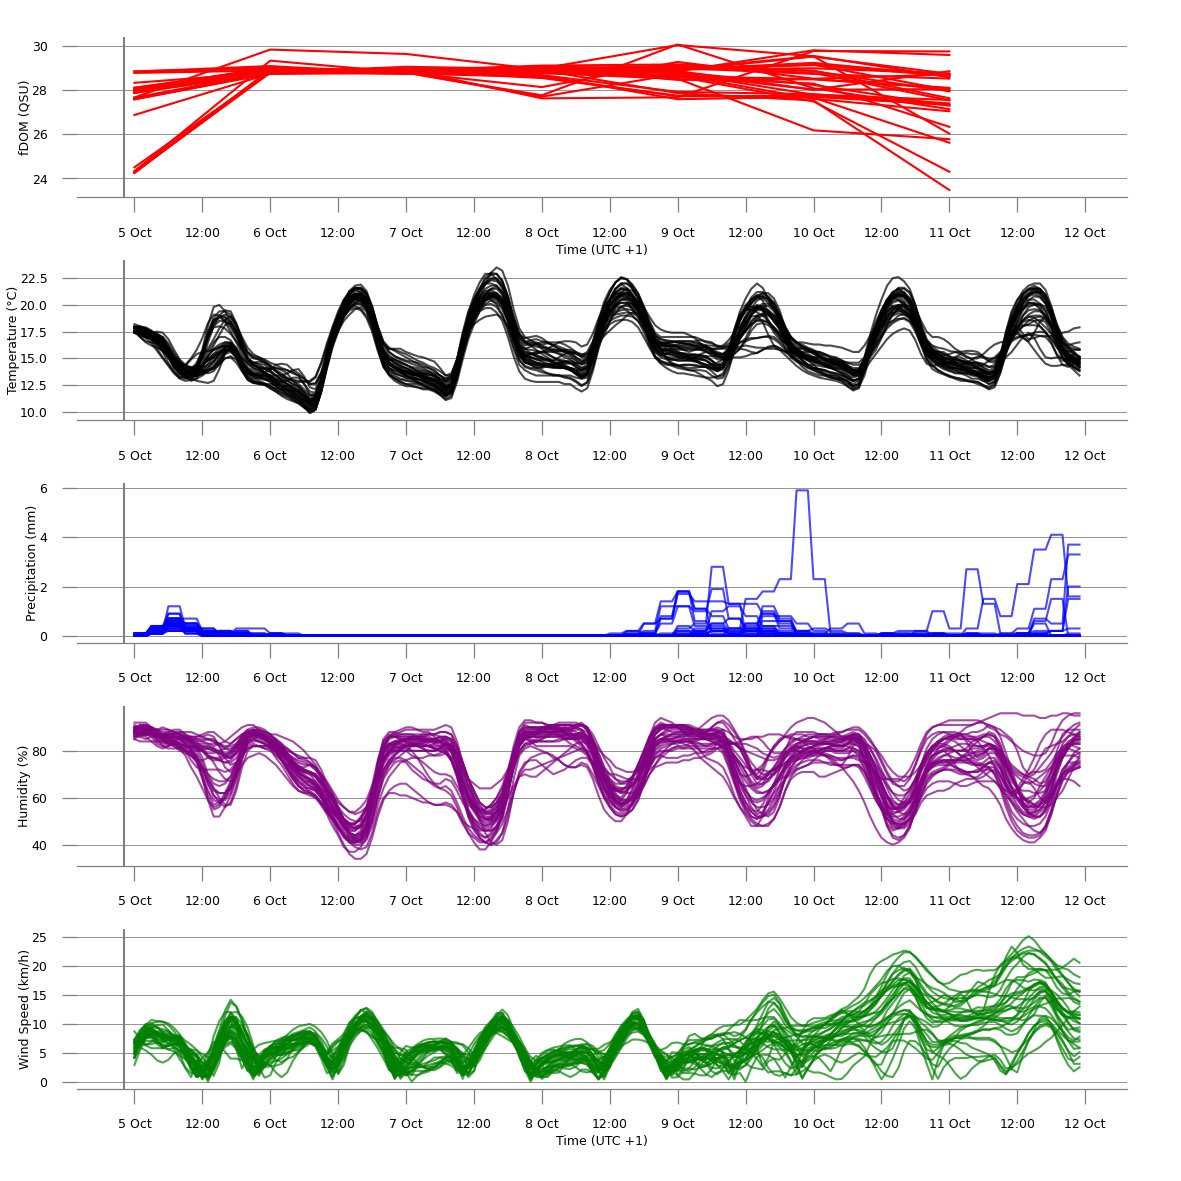 fDOM (QSU)
30
28
26
24
5 Oct 12:00 6 Oct 12:00 7 Oct 12:00 8 Oct 12:00 9 Oct 12:00 10 Oct 12:00 11 Oct 12:00 12 Oct
Time (UTC +1)
Temperature (°C)
22.5
20.0
17.5
15.0
12.5
10.0
5 Oct 12:00 6 Oct 12:00 7 Oct 12:00 8 Oct 12:00 9 Oct 12:00 10 Oct 12:00 11 Oct 12:00 12 Oct
Precipitation (mm)
6
4
2
0
5 Oct 12:00 6 Oct 12:00 7 Oct 12:00 8 Oct 12:00 9 Oct 12:00 10 Oct 12:00 11 Oct 12:00 12 Oct
Humidity (%)
80
60
40
5 Oct 12:00 6 Oct 12:00 7 Oct 12:00 8 Oct 12:00 9 Oct 12:00 10 Oct 12:00 11 Oct 12:00 12 Oct
Wind Speed (km/h)
25
20
15
10
5
0
5 Oct 12:00 6 Oct 12:00 7 Oct 12:00 8 Oct 12:00 9 Oct 12:00 10 Oct 12:00 11 Oct 12:00 12 Oct
Time (UTC +1)